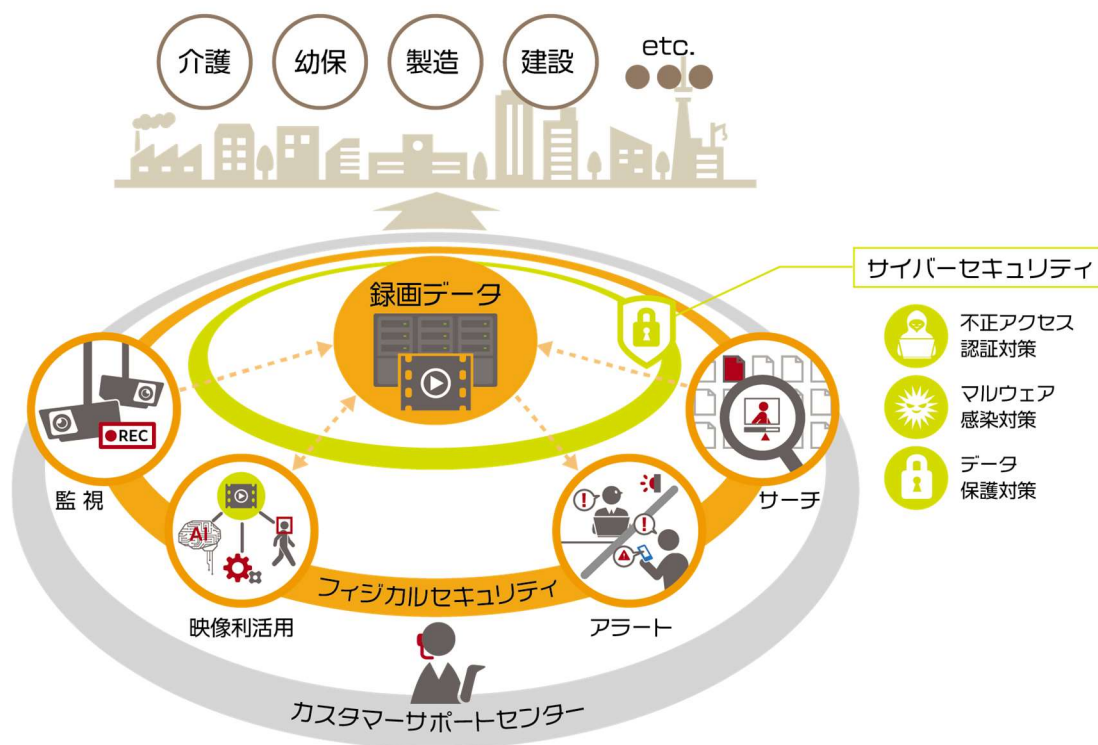 介護
幼保
製造
建設
etc.
録画データ
サイバーセキュリティ
不正アクセス
認証対策
マルウェア
感染対策
データ
保護対策
REC
監視
AI
映像利活用
アラート
サーチ
フィジカルセキュリティ
カスタマーサポートセンター